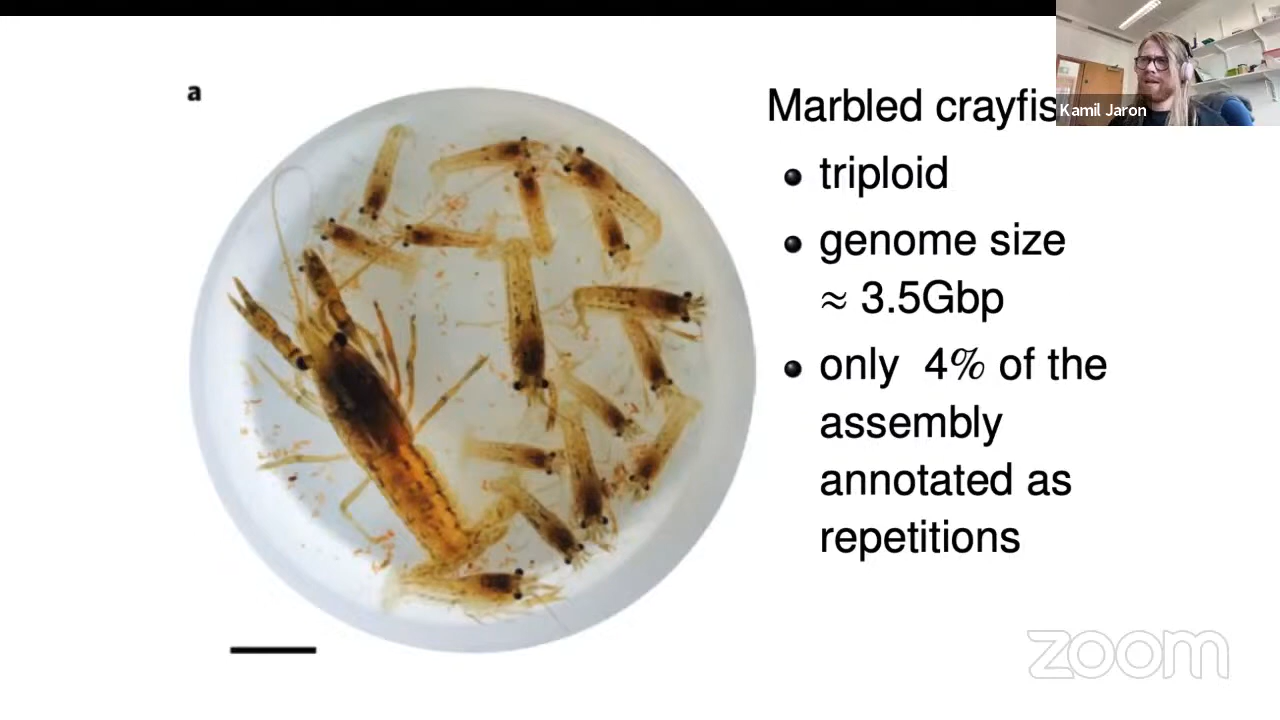 a
Marbled crayfis
Kamil Jaron
triploid
genome size
≈ 3.5Gbp
only 4% of the
assembly
annotated as
repetitions
zoom